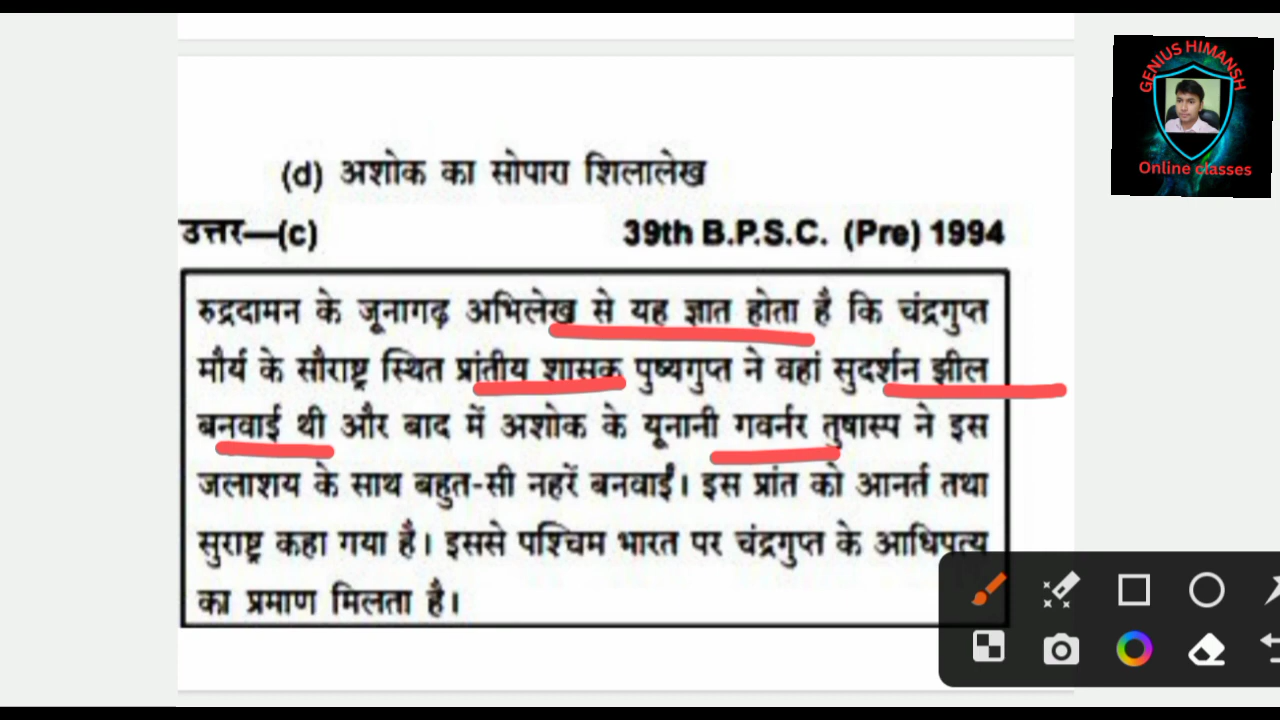 GENIUS HIMANSH
Online classes
(d) अशोक का सोपारा शिलालेख
उत्तर—(c) 39th B.P.S.C. (Pre) 1994
रुद्रदामन के जूनागढ़ अभिलेख से यह ज्ञात होता है कि चंद्रगुप्त
मौर्य के सौराष्ट्र स्थित प्रांतीय शासक पुष्यगुप्त ने वहां सुदर्शन झील
बनवाई थी और बाद में अशोक के यूनानी गवर्नर तुषास्प ने इस
जलाशय के साथ बहुत-सी नहरें बनवाईं। इस प्रांत को आनर्त तथा
सुराष्ट्र कहा गया है। इससे पश्चिम भारत पर चंद्रगुप्त के आधिपत्य
का प्रमाण मिलता है।